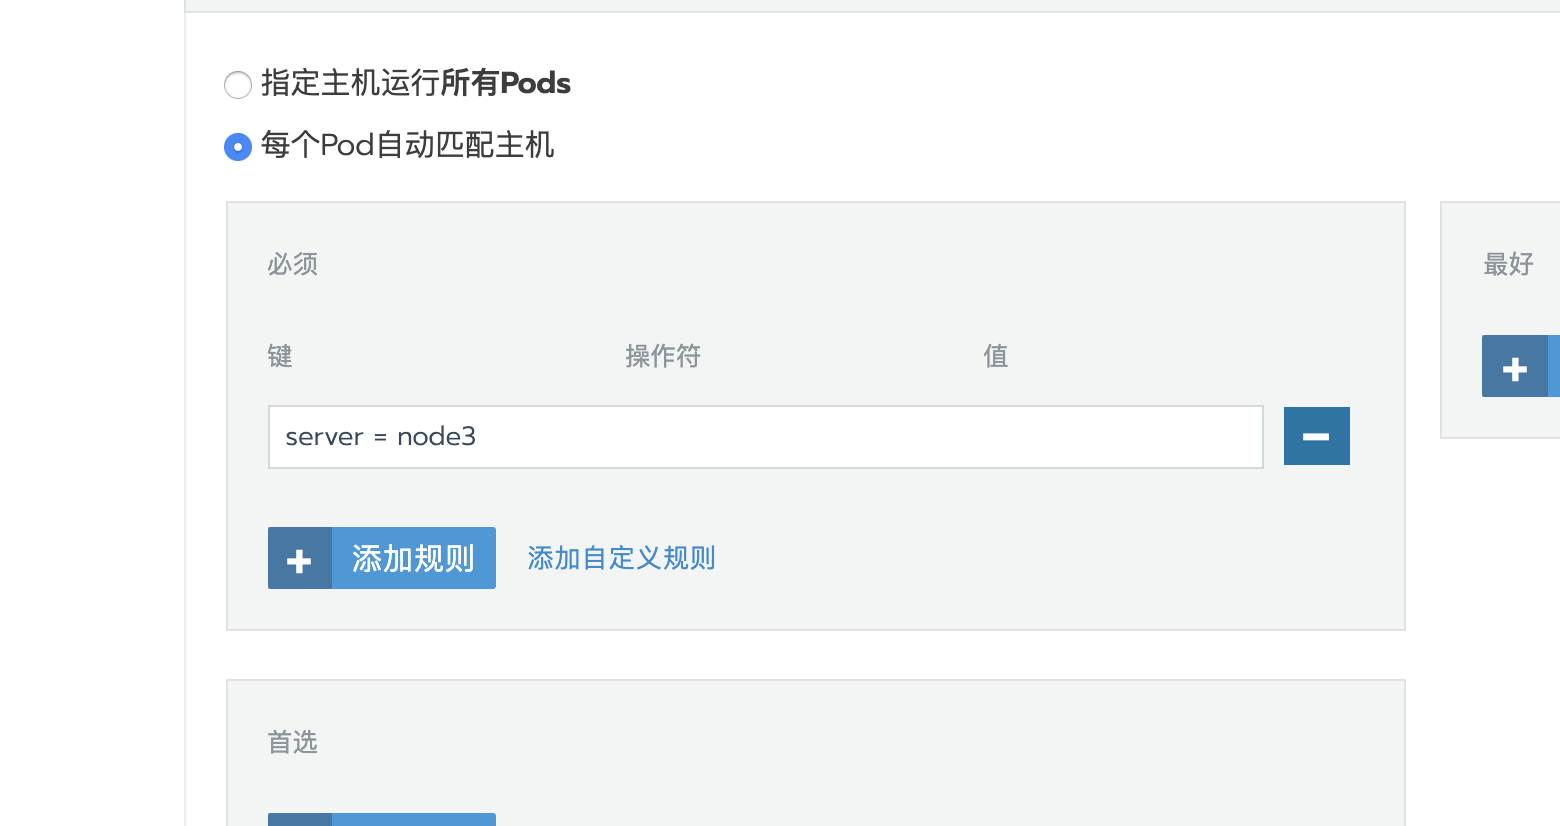 指定主机运行所有Pods
每个Pod自动匹配主机
必须
最好
键 操作符 值
server = node3
添加规则 添加自定义规则
首选